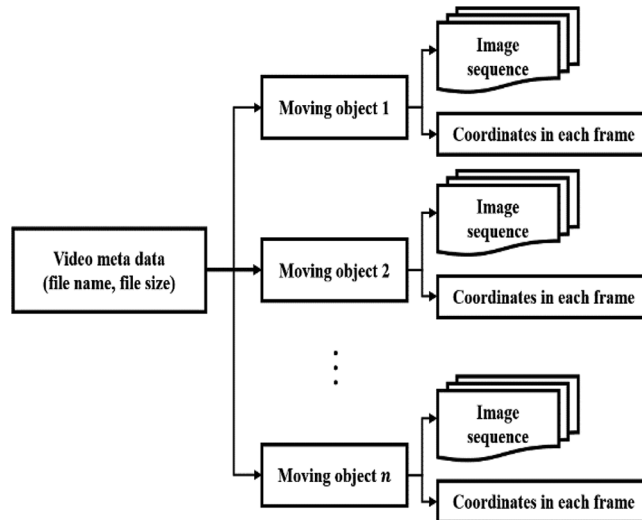 Image
sequence
Moving object 1
Coordinates in each frame
Video meta data
(file name, file size)
Image
sequence
Moving object 2
Coordinates in each frame
Image
sequence
Moving object n
Coordinates in each frame